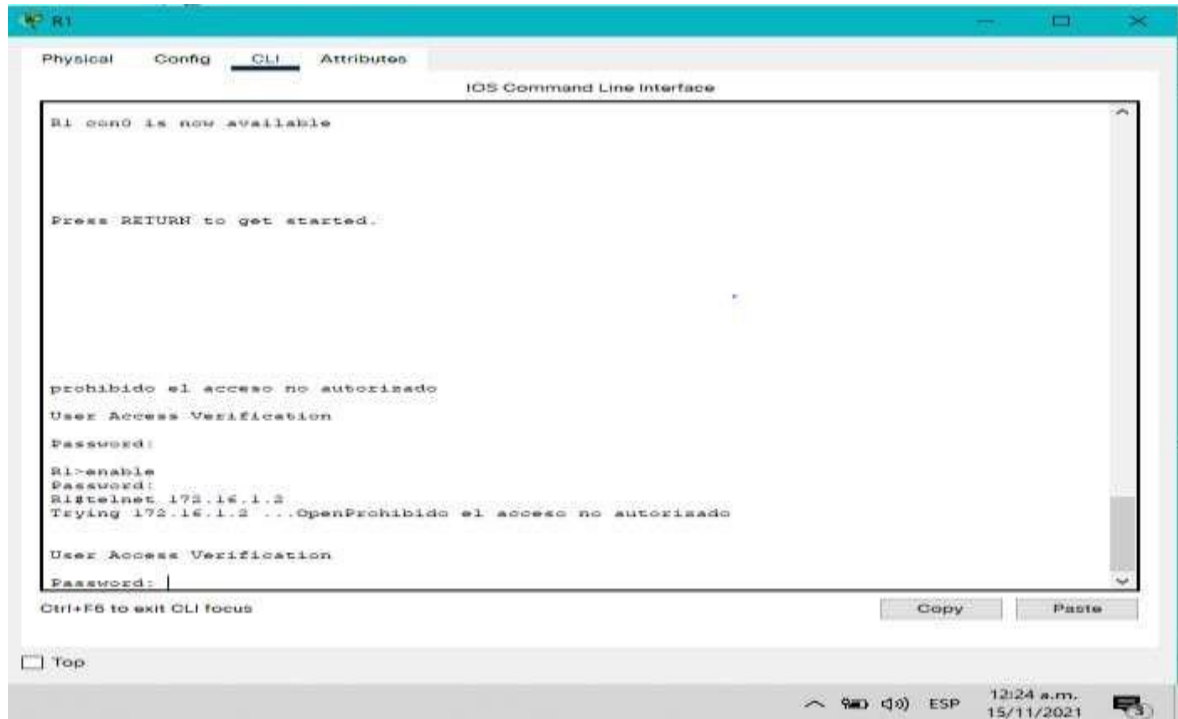 R1
Physical Config CLI Attributes
IOS Command Line Interface
R1 con0 is now available
Press RETURN to get started.
prohibido el acceso no autorizado
User Access Verification
Password:
R1>enable
Password:
R1#telnet 172.16.1.2
Trying 172.16.1.2 ...OpenProhibido el acceso no autorizado
User Access Verification
Password:
Ctrl+F6 to exit CLI focus
Copy Paste
Top
ESP 12:24 a.m.
15/11/2021
3